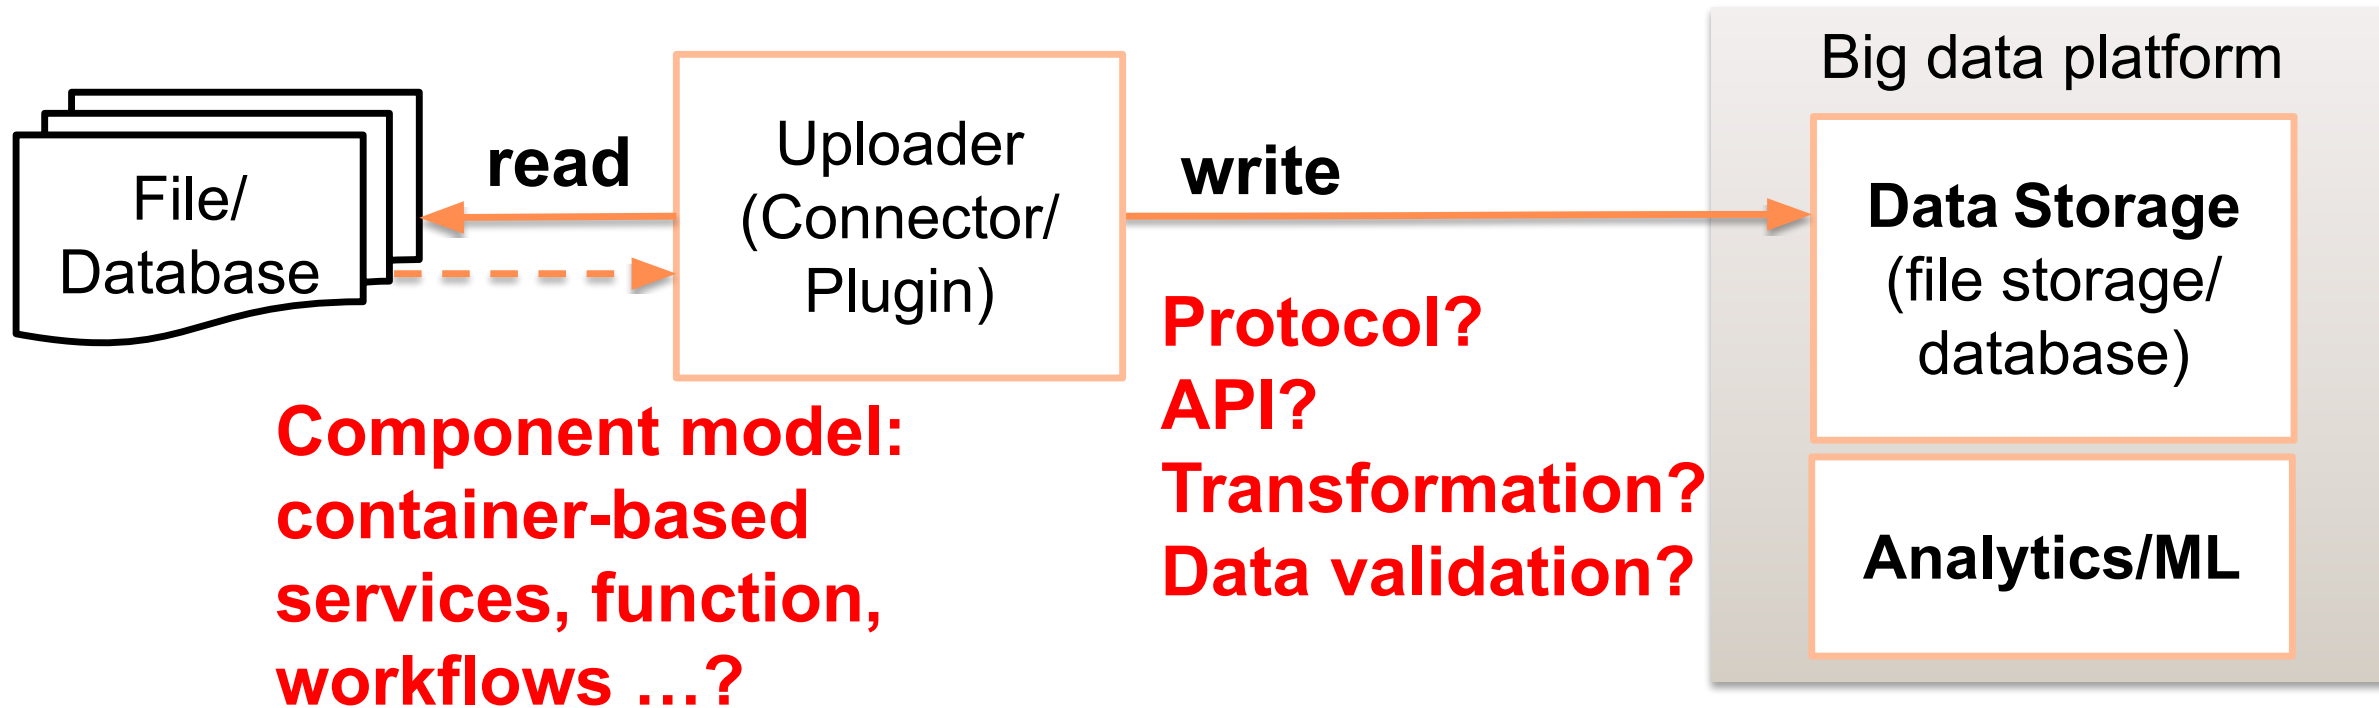 File/
Database
read
Uploader
(Connector/
Plugin)
write
Big data platform
Data Storage
(file storage/
database)
Analytics/ML
Component model:
container-based
services, function,
workflows …?
Protocol?
API?
Transformation?
Data validation?